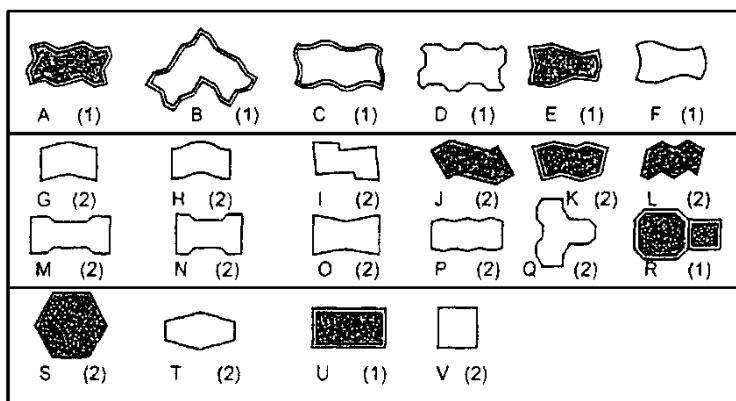 A (1) B (1) C (1) D (1) E (1) F (1)
G (2) H (2) I (2) J (2) K (2) L (2)
M (2) N (2) O (2) P (2) Q (2) R (1)
S (2) T (2) U (1) V (2)